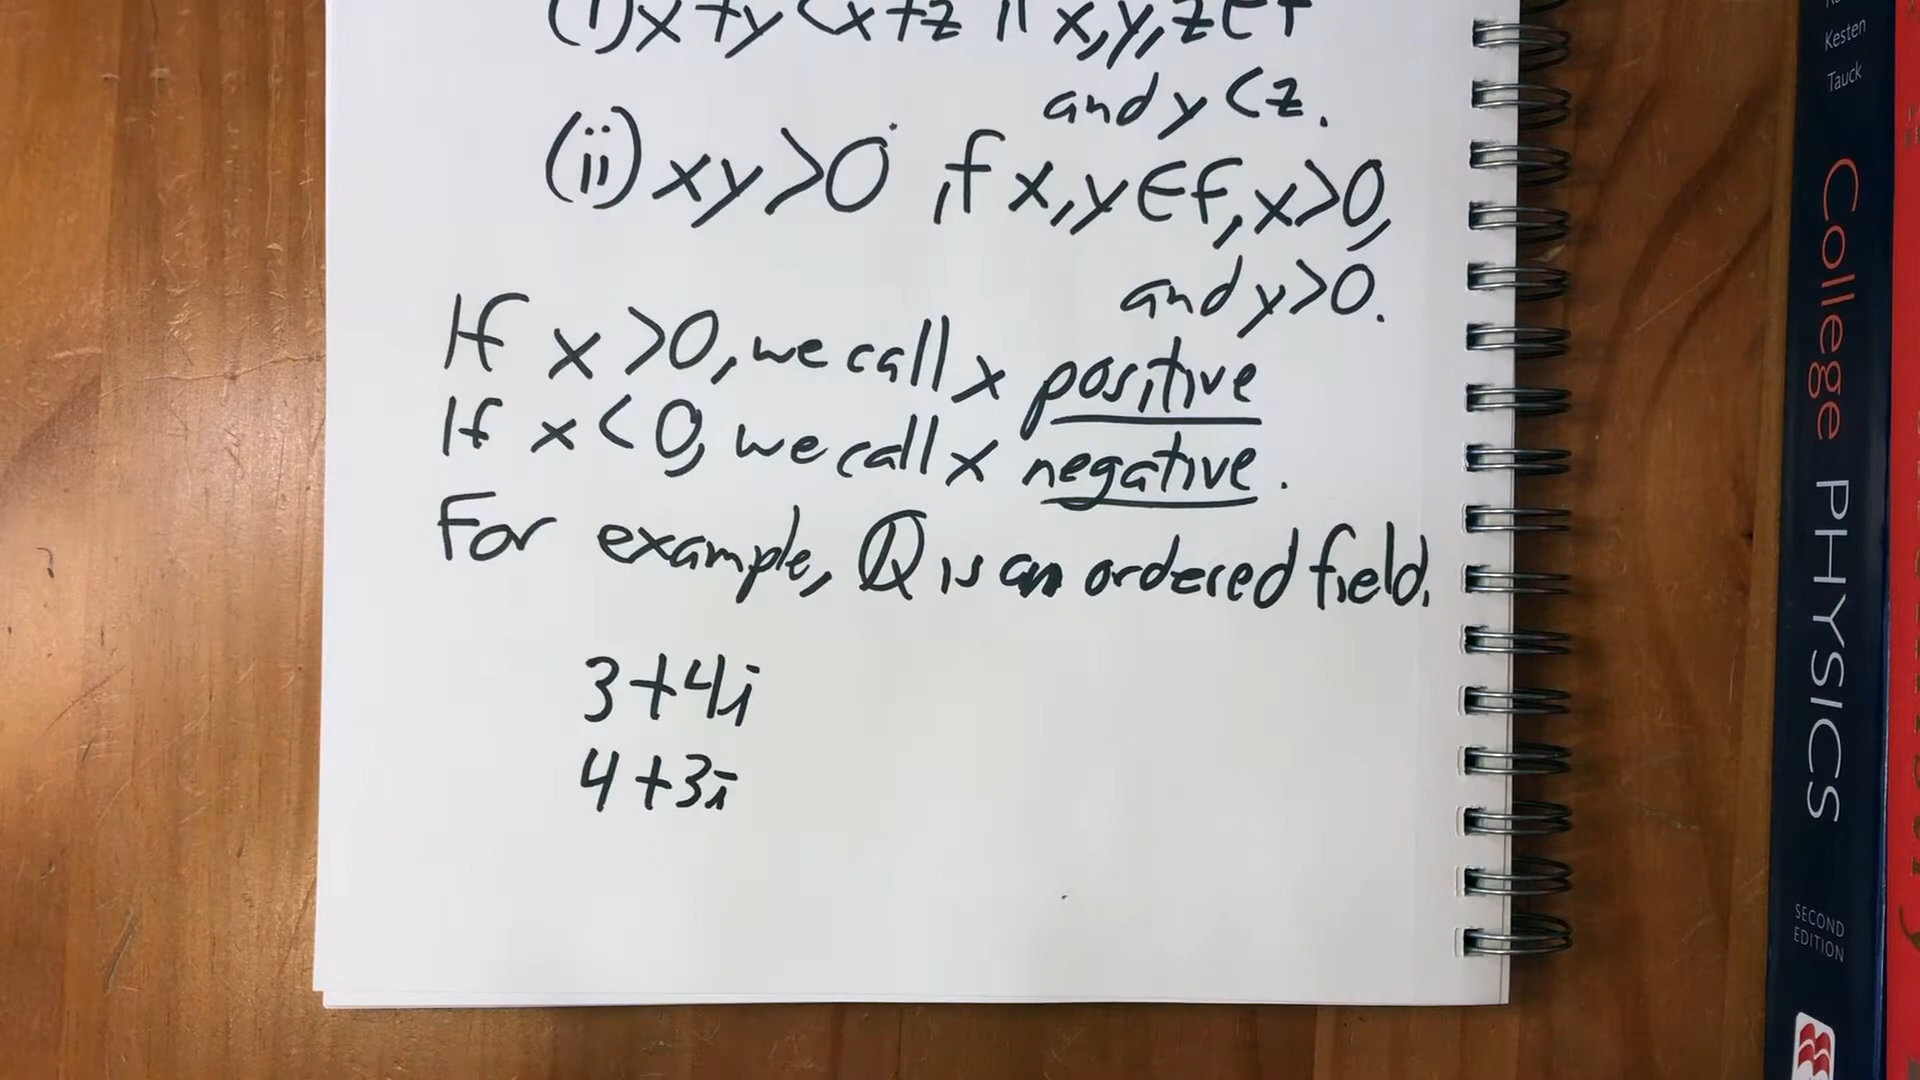 (i) x+y<x+z if x,y,z∈F
and y<z.
(ii) xy>0 if x,y∈F, x>0,
and y>0.
If x>0, we call x positive
If x<0, we call x negative.
For example, ℚ is an ordered field.
3+4i
4+3i
Kesten
Tauck
College PHYSICS
SECOND
EDITION